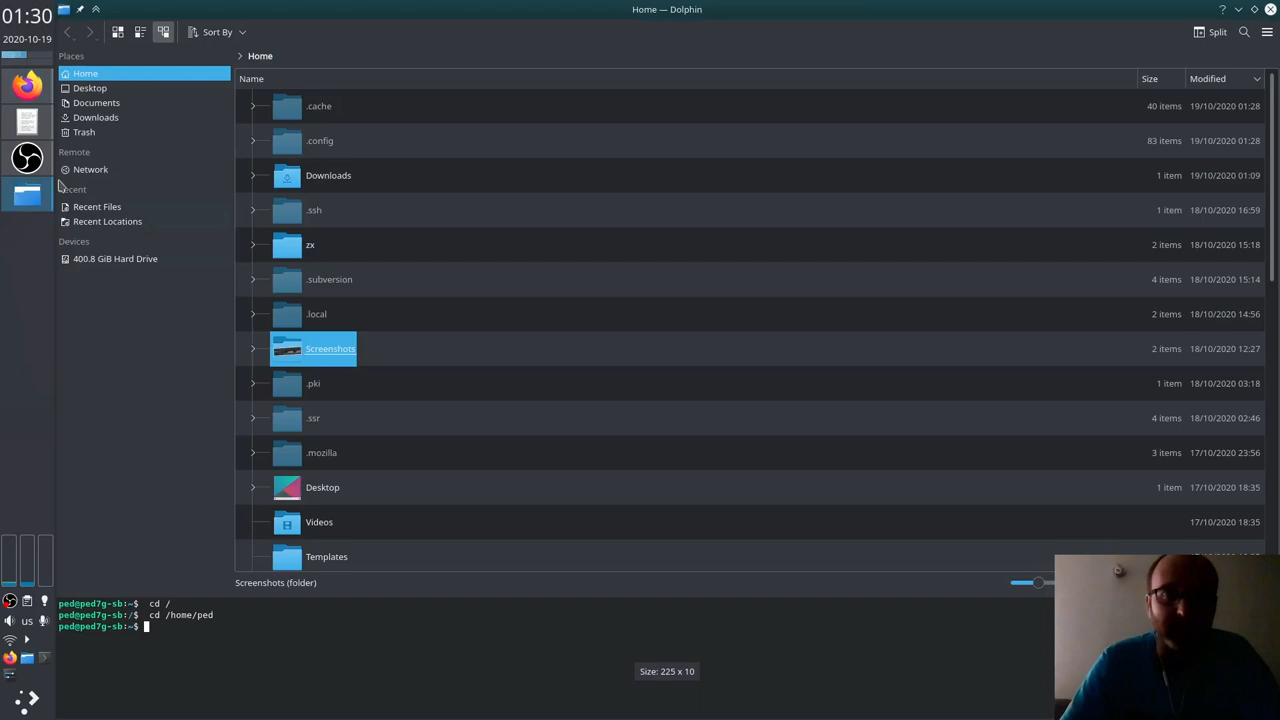 01:30
2020-10-19
us
Home — Dolphin
Sort By
Split
Places
Home
Desktop
Documents
Downloads
Trash
Remote
Network
Recent Files
Recent Locations
Devices
400.8 GiB Hard Drive
Home
Name Size Modified
.cache 40 items 19/10/2020 01:28
.config 83 items 19/10/2020 01:28
Downloads 1 item 19/10/2020 01:09
.ssh 1 item 18/10/2020 16:59
zx 2 items 18/10/2020 15:18
.subversion 4 items 18/10/2020 15:14
.local 2 items 18/10/2020 14:56
Screenshots 2 items 18/10/2020 12:27
.pki 1 item 18/10/2020 03:18
.ssr 4 items 18/10/2020 02:46
.mozilla 3 items 17/10/2020 23:56
Desktop 1 item 17/10/2020 18:35
Videos 17/10/2020 18:35
Templates
Screenshots (folder)
ped@ped7g-sb:~$ cd /
ped@ped7g-sb:/$ cd /home/ped
ped@ped7g-sb:~$
Size: 225 x 10